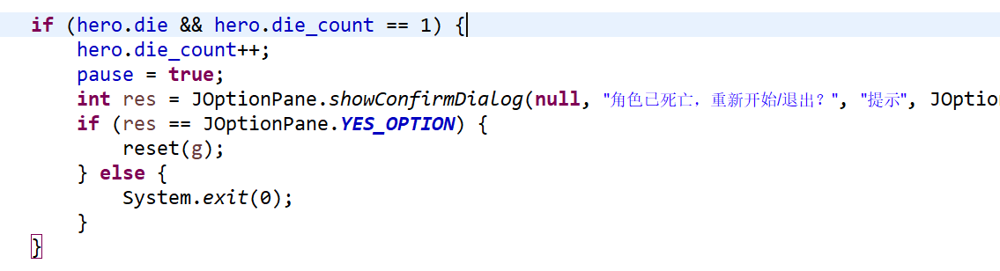 if (hero.die && hero.die_count == 1) {
hero.die_count++;
pause = true;
int res = JOptionPane.showConfirmDialog(null, "角色已死亡，重新开始/退出？", "提示", JOption
if (res == JOptionPane.YES_OPTION) {
reset(g);
} else {
System.exit(0);
}
}